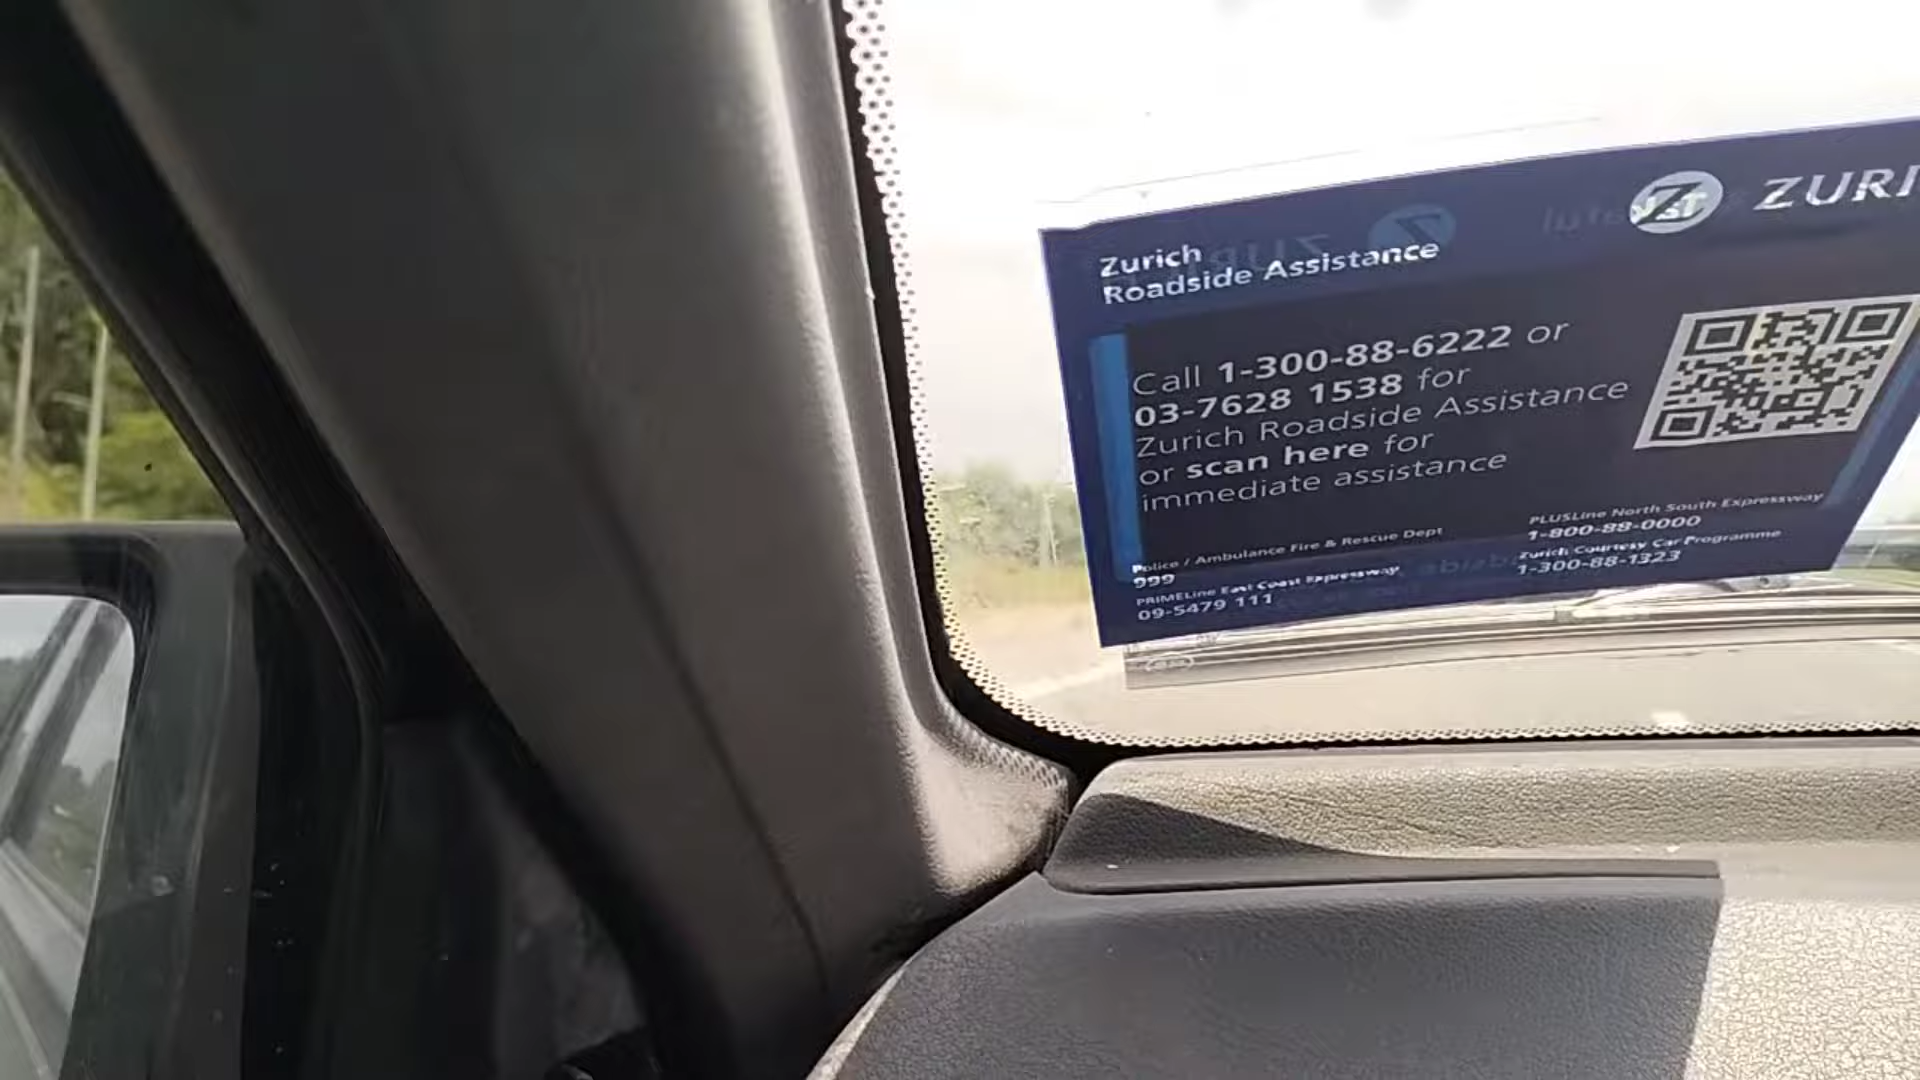 ZURI
Zurich
Roadside Assistance
Call 1-300-88-6222 or
03-7628 1538 for
Zurich Roadside Assistance
or scan here for
immediate assistance
Police / Ambulance Fire & Rescue Dept
999
PRIMELine East Coast Expressway
09-5479 111
PLUSLine North South Expressway
1-800-88-0000
Zurich Courtesy Car Programme
1-300-88-1323